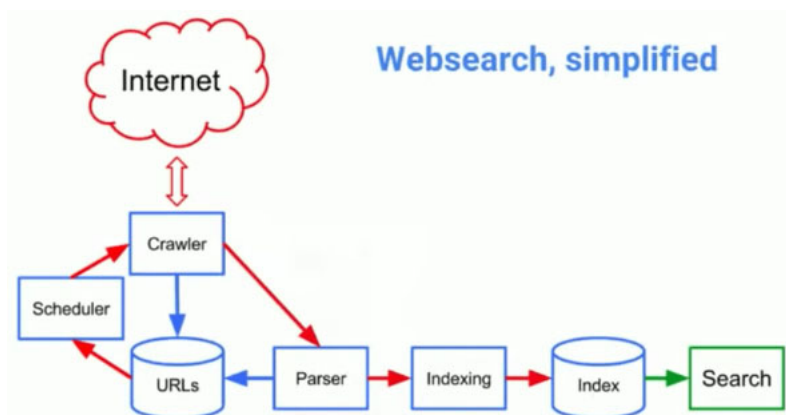 Websearch, simplified
Internet
Crawler
Scheduler
URLs
Parser
Indexing
Index
Search